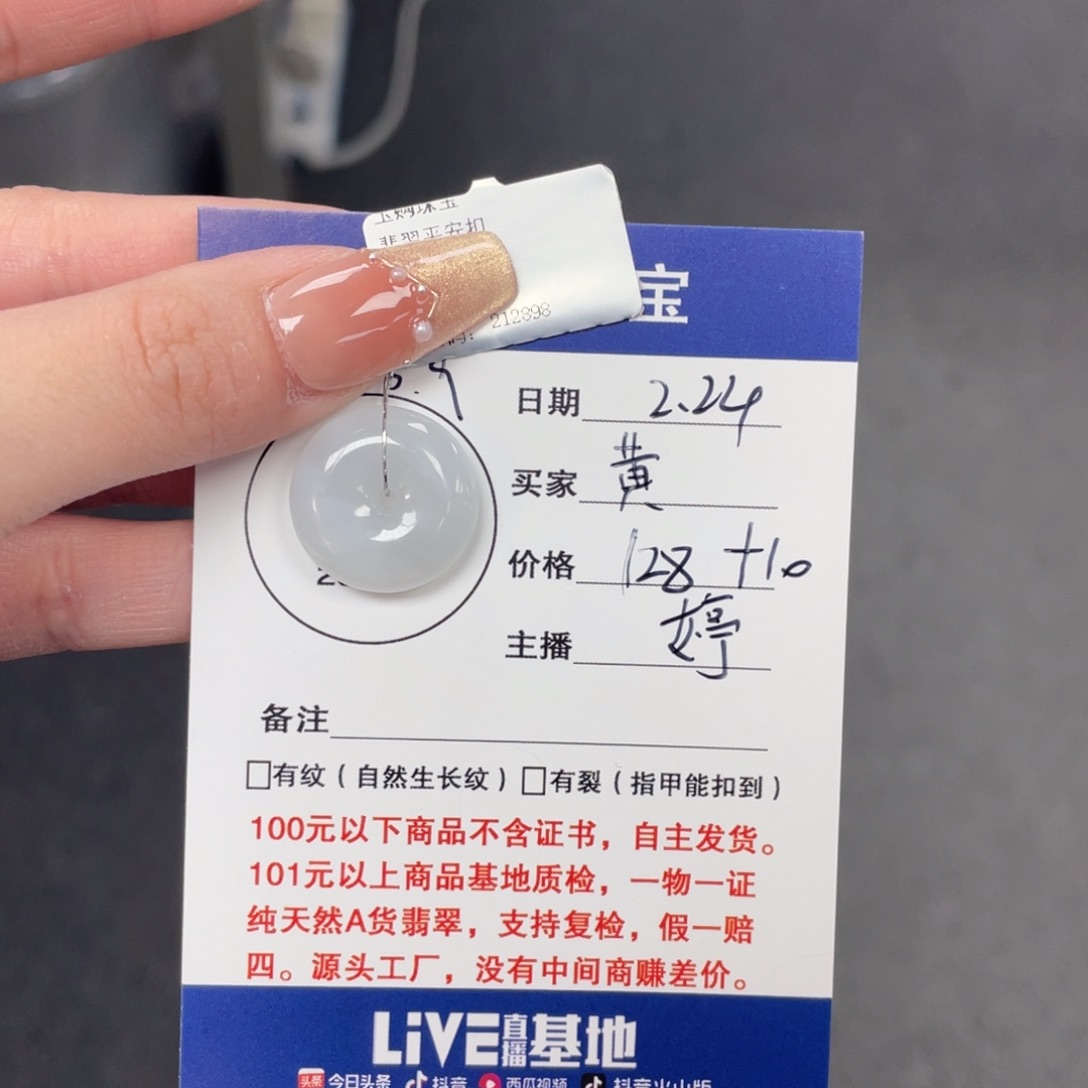 翡翠平安扣
212898
宝
日期 2.24
买家 黄
价格 128 +10
主播 婷
备注
□有纹（自然生长纹）□有裂（指甲能扣到）
100元以下商品不含证书，自主发货。
101元以上商品基地质检，一物一证
纯天然A货翡翠，支持复检，假一赔
四。源头工厂，没有中间商赚差价。
LiVE直播基地
头条 今日头条 抖音 西瓜视频 抖音火山版